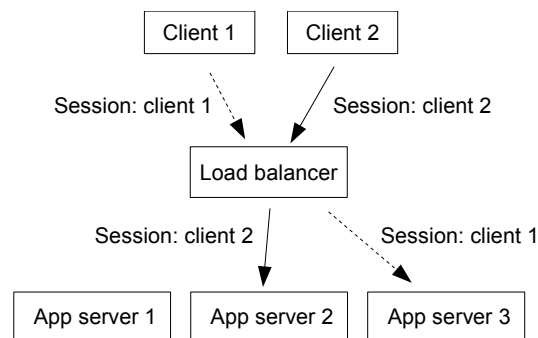 Client 1
Client 2
Session: client 1
Session: client 2
Load balancer
Session: client 2
Session: client 1
App server 1
App server 2
App server 3